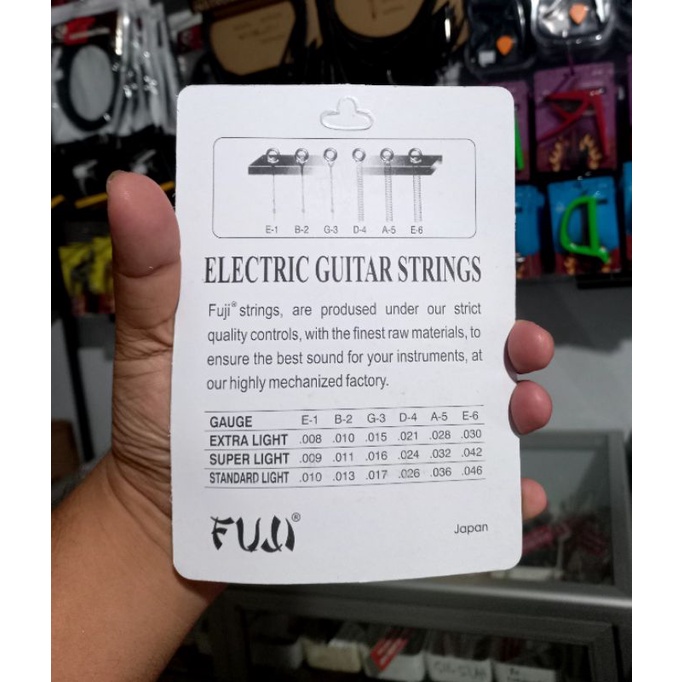 E-1 B-2 G-3 D-4 A-5 E-6
ELECTRIC GUITAR STRINGS
Fuji® strings, are prodused under our strict
quality controls, with the finest raw materials, to
ensure the best sound for your instruments, at
our highly mechanized factory.
GAUGE E-1 B-2 G-3 D-4 A-5 E-6
EXTRA LIGHT .008 .010 .015 .021 .028 .030
SUPER LIGHT .009 .011 .016 .024 .032 .042
STANDARD LIGHT .010 .013 .017 .026 .036 .046
FUJI®
Japan